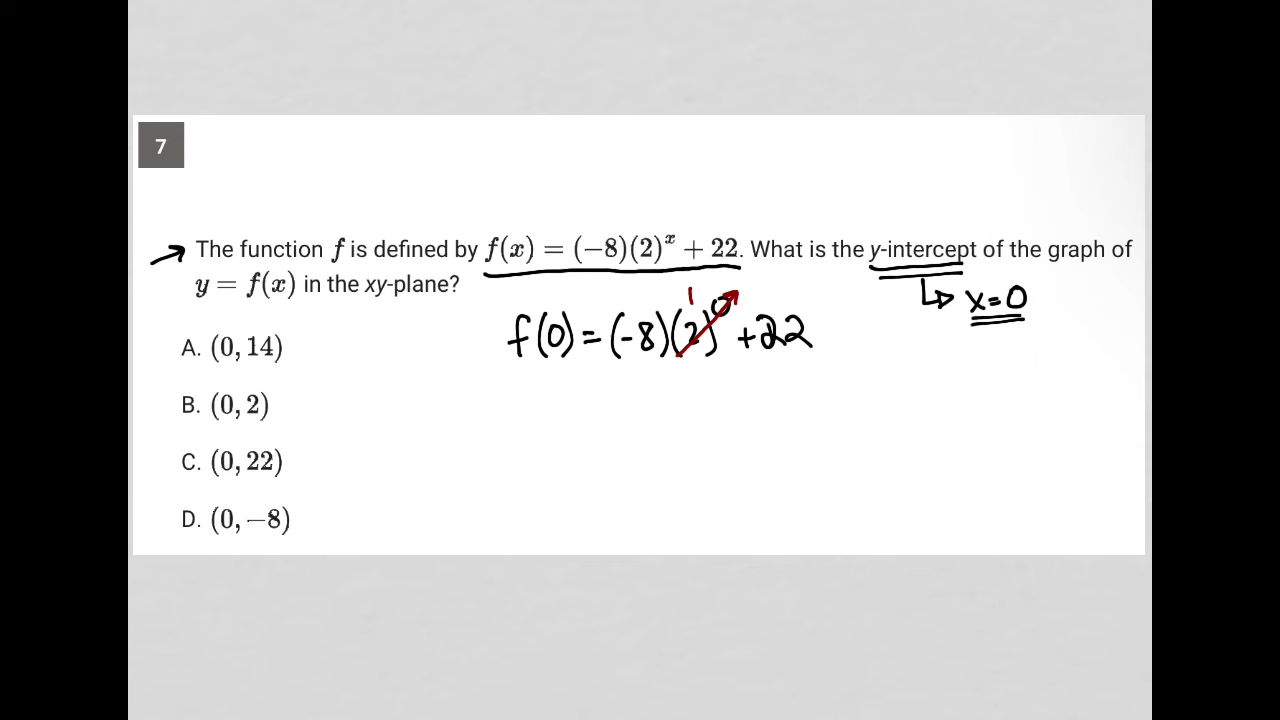 7
The function f is defined by f(x) = (−8)(2)^x + 22. What is the y-intercept of the graph of
y = f(x) in the xy-plane?
x=0
1
f(0) = (-8)(2)^0 +22
A. (0, 14)
B. (0, 2)
C. (0, 22)
D. (0, −8)